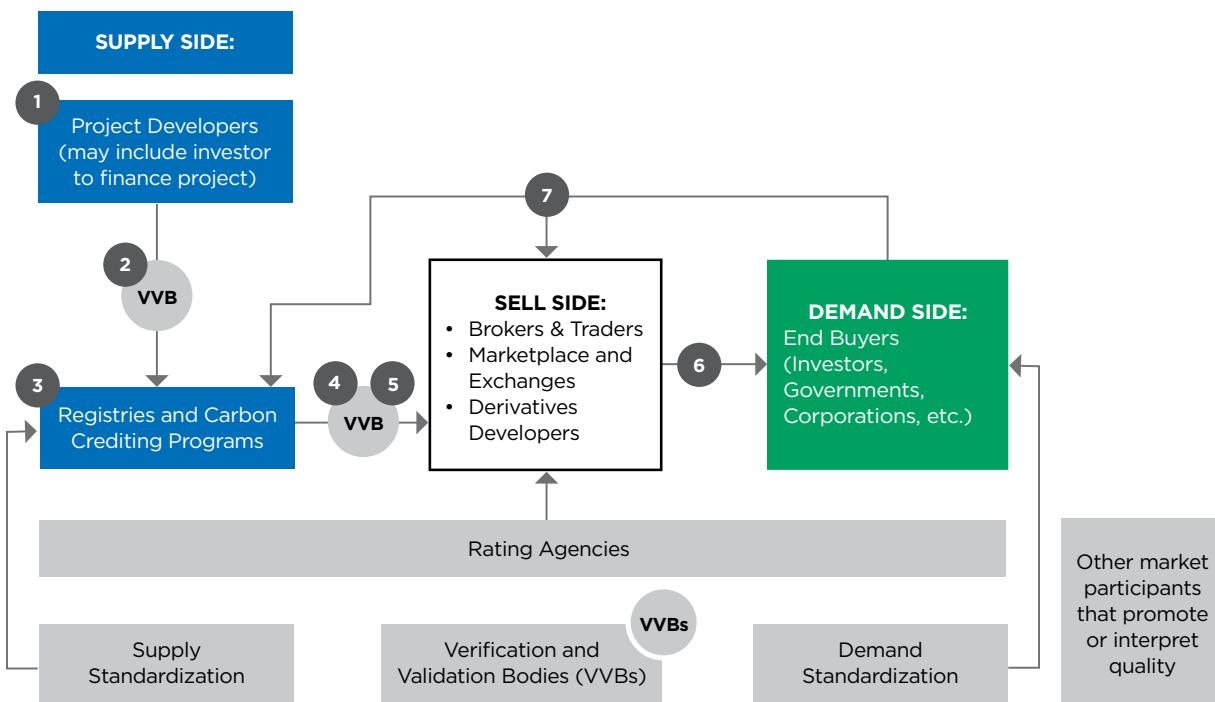 SUPPLY SIDE:
1
Project Developers
(may include investor
to finance project)
2
VVB
3
Registries and Carbon
Crediting Programs
4
5
VVB
7
SELL SIDE:
• Brokers & Traders
• Marketplace and
Exchanges
• Derivatives
Developers
6
DEMAND SIDE:
End Buyers
(Investors,
Governments,
Corporations, etc.)
Rating Agencies
Supply
Standardization
VVBs
Verification and
Validation Bodies (VVBs)
Demand
Standardization
Other market
participants
that promote
or interpret
quality